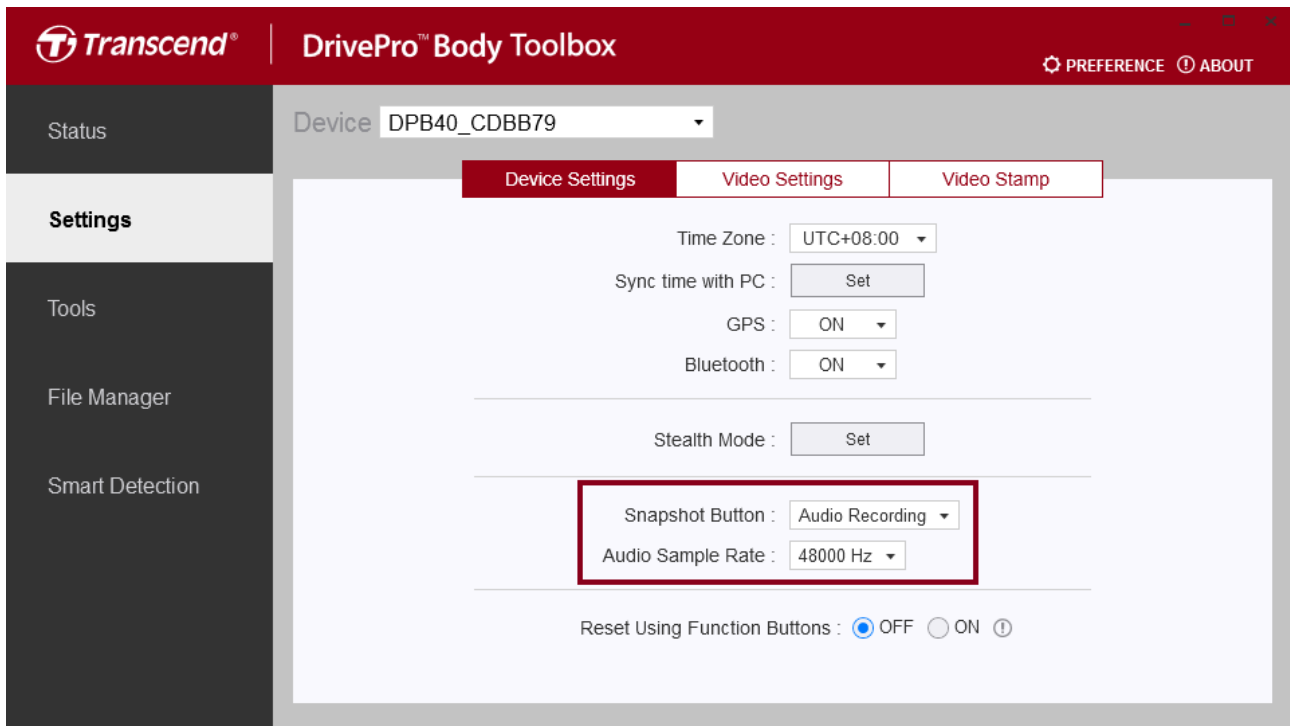 Transcend®
DrivePro™ Body Toolbox
PREFERENCE
ABOUT
Status
Settings
Tools
File Manager
Smart Detection
Device DPB40_CDBB79
Device Settings
Video Settings
Video Stamp
Time Zone : UTC+08:00
Sync time with PC : Set
GPS : ON
Bluetooth : ON
Stealth Mode : Set
Snapshot Button : Audio Recording
Audio Sample Rate : 48000 Hz
Reset Using Function Buttons : OFF ON